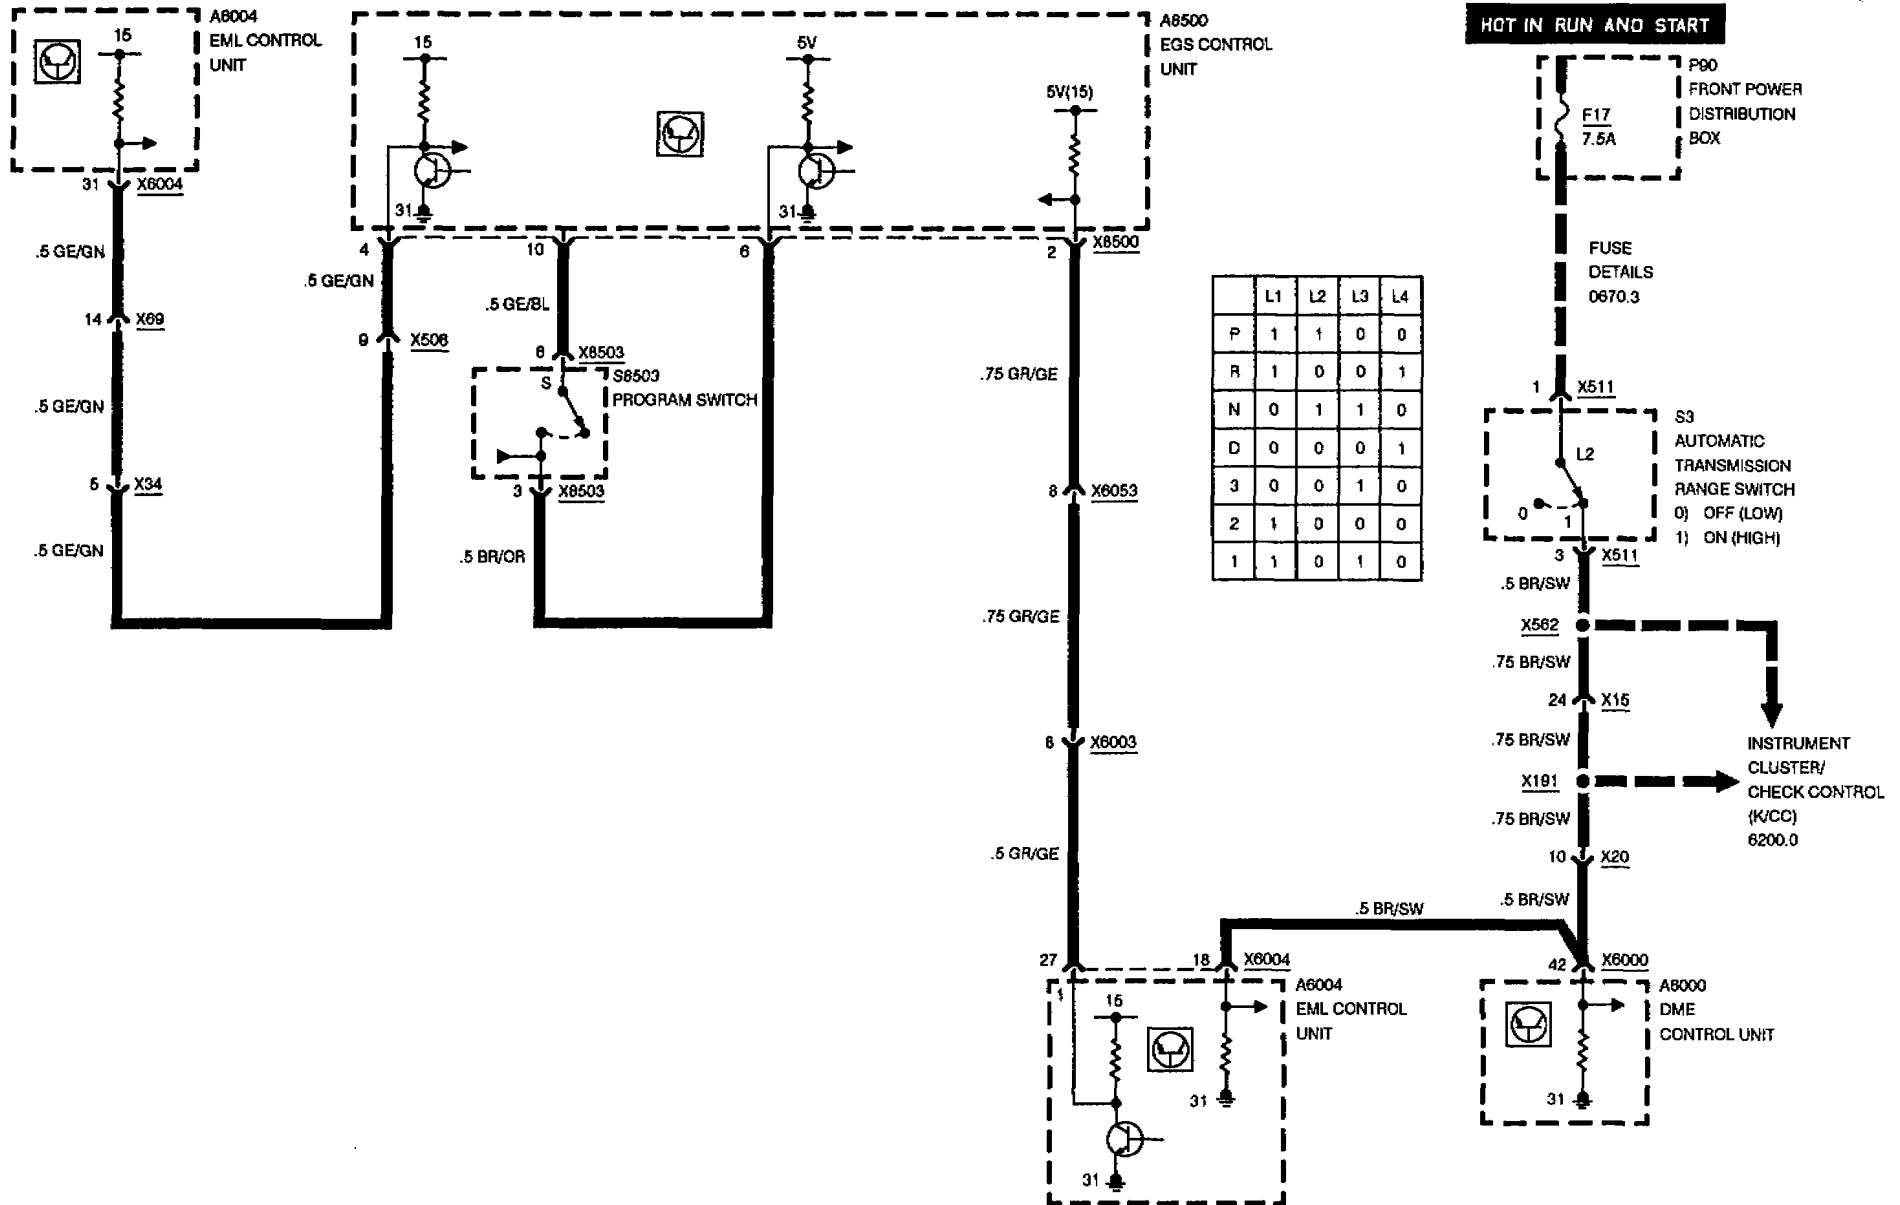 A6004
EML CONTROL
UNIT
15
31 X6004
.5 GE/GN
14 X69
.5 GE/GN
5 X34
.5 GE/GN
A8500
EGS CONTROL
UNIT
15
31
5V
31
5V(15)
4
10
6
2 X8500
.5 GE/GN
9 X506
.5 GE/BL
6 X8503
S
S8503
PROGRAM SWITCH
3 X8503
.5 BR/OR
.75 GR/GE
8 X6053
.75 GR/GE
6 X6003
.5 GR/GE
27
18 X6004
1
A6004
EML CONTROL
UNIT
15
31
31
L1 L2 L3 L4
P 1 1 0 0
R 1 0 0 1
N 0 1 1 0
D 0 0 0 1
3 0 0 1 0
2 1 0 0 0
1 1 0 1 0
HOT IN RUN AND START
P90
FRONT POWER
DISTRIBUTION
BOX
F17
7.5A
FUSE
DETAILS
0670.3
1 X511
S3
AUTOMATIC
TRANSMISSION
RANGE SWITCH
0) OFF (LOW)
1) ON (HIGH)
L2
0
1
3 X511
.5 BR/SW
X562
.75 BR/SW
24 X15
.75 BR/SW
X181
.75 BR/SW
INSTRUMENT
CLUSTER/
CHECK CONTROL
(K/CC)
6200.0
10 X20
.5 BR/SW
.5 BR/SW
42 X6000
A6000
DME
CONTROL UNIT
31